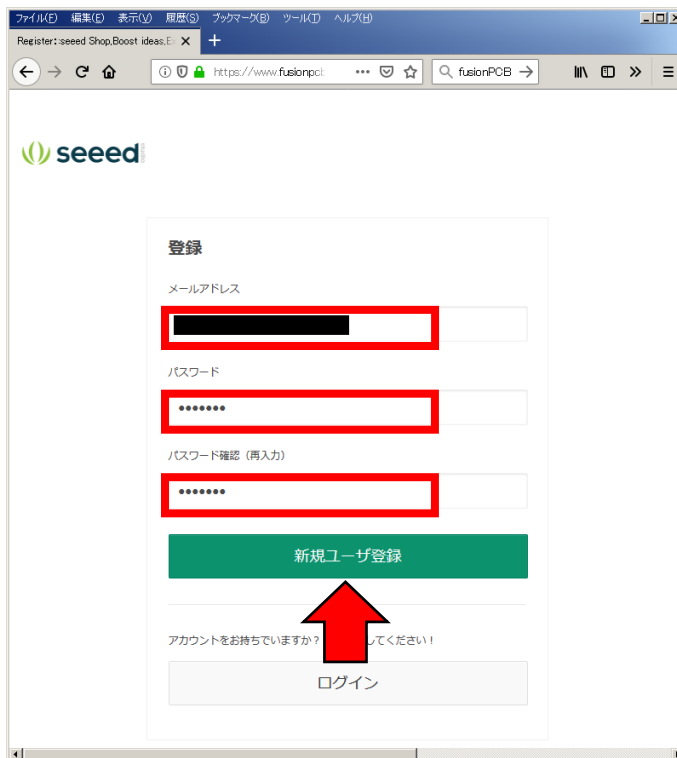 ファイル(F) 編集(E) 表示(V) 履歴(S) ブックマーク(B) ツール(T) ヘルプ(H)
Register::seeed Shop,Boost ideas,E
https://www.fusionpcb
fusionPCB
seeed
登録
メールアドレス
パスワード
•••••••
パスワード確認（再入力）
•••••••
新規ユーザ登録
アカウントをお持ちでいますか？ してください！
ログイン